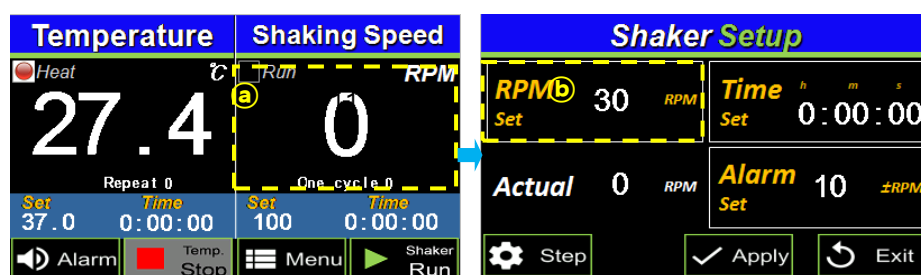 Temperature
Heat
℃
27.4
Repeat 0
Set
37.0
Time
0:00:00
Alarm
Temp.
Stop
Shaking Speed
Run
RPM
ⓐ
0
One cycle 0
Set
100
Time
0:00:00
Menu
Shaker
Run
Shaker Setup
RPM
ⓑ
Set
30
RPM
Time
Set
h m s
0:00:00
Actual
0
RPM
Alarm
Set
10
±RPM
Step
Apply
Exit